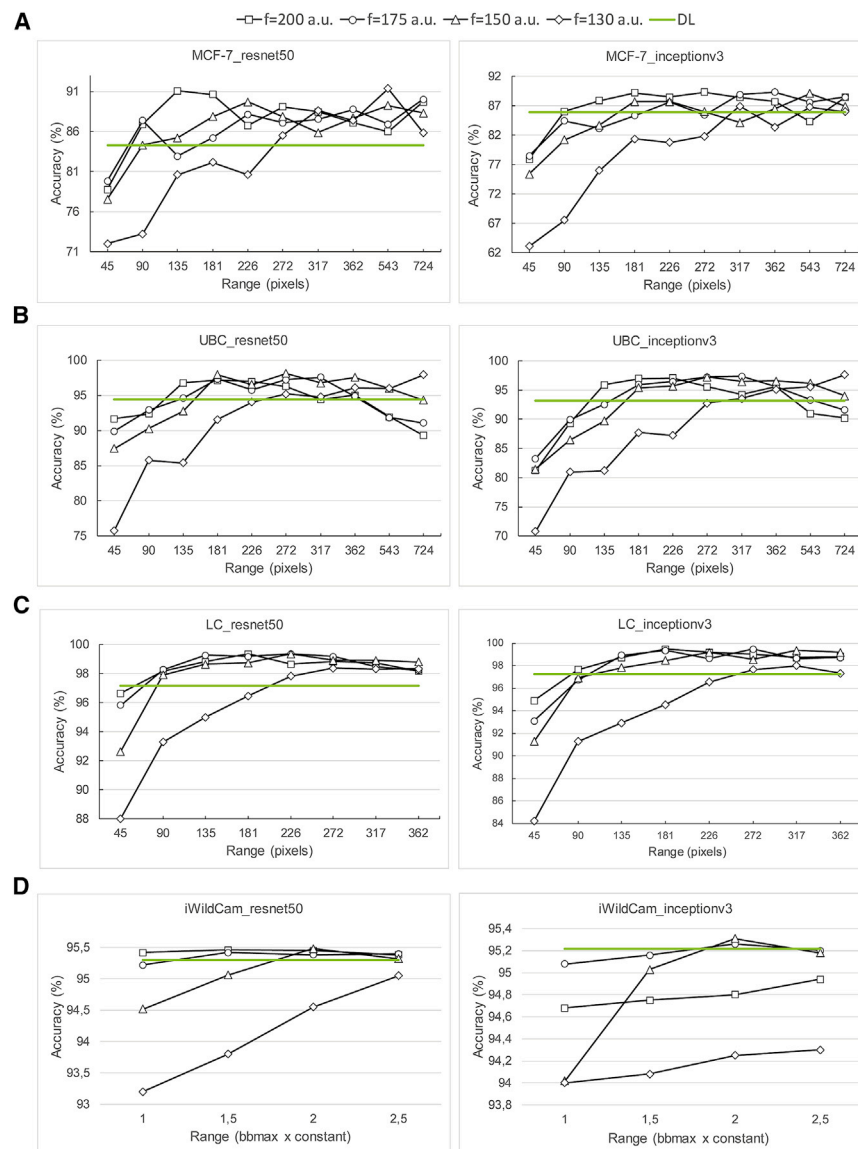 f=200 a.u. f=175 a.u. f=150 a.u. f=130 a.u. DL
A
MCF-7_resnet50
Accuracy (%)
91
86
81
76
71
45 90 135 181 226 272 317 362 543 724
Range (pixels)
MCF-7_inceptionv3
Accuracy (%)
92
87
82
77
72
67
62
45 90 135 181 226 272 317 362 543 724
Range (pixels)
B
UBC_resnet50
Accuracy (%)
100
95
90
85
80
75
45 90 135 181 226 272 317 362 543 724
Range (pixels)
UBC_inceptionv3
Accuracy (%)
100
95
90
85
80
75
70
45 90 135 181 226 272 317 362 543 724
Range (pixels)
C
LC_resnet50
Accuracy (%)
100
98
96
94
92
90
88
45 90 135 181 226 272 317 362
Range (pixels)
LC_inceptionv3
Accuracy (%)
100
98
96
94
92
90
88
86
84
45 90 135 181 226 272 317 362
Range (pixels)
D
iWildCam_resnet50
Accuracy (%)
95,5
95
94,5
94
93,5
93
1 1,5 2 2,5
Range (bbmax x constant)
iWildCam_inceptionv3
Accuracy (%)
95,4
95,2
95
94,8
94,6
94,4
94,2
94
93,8
1 1,5 2 2,5
Range (bbmax x constant)